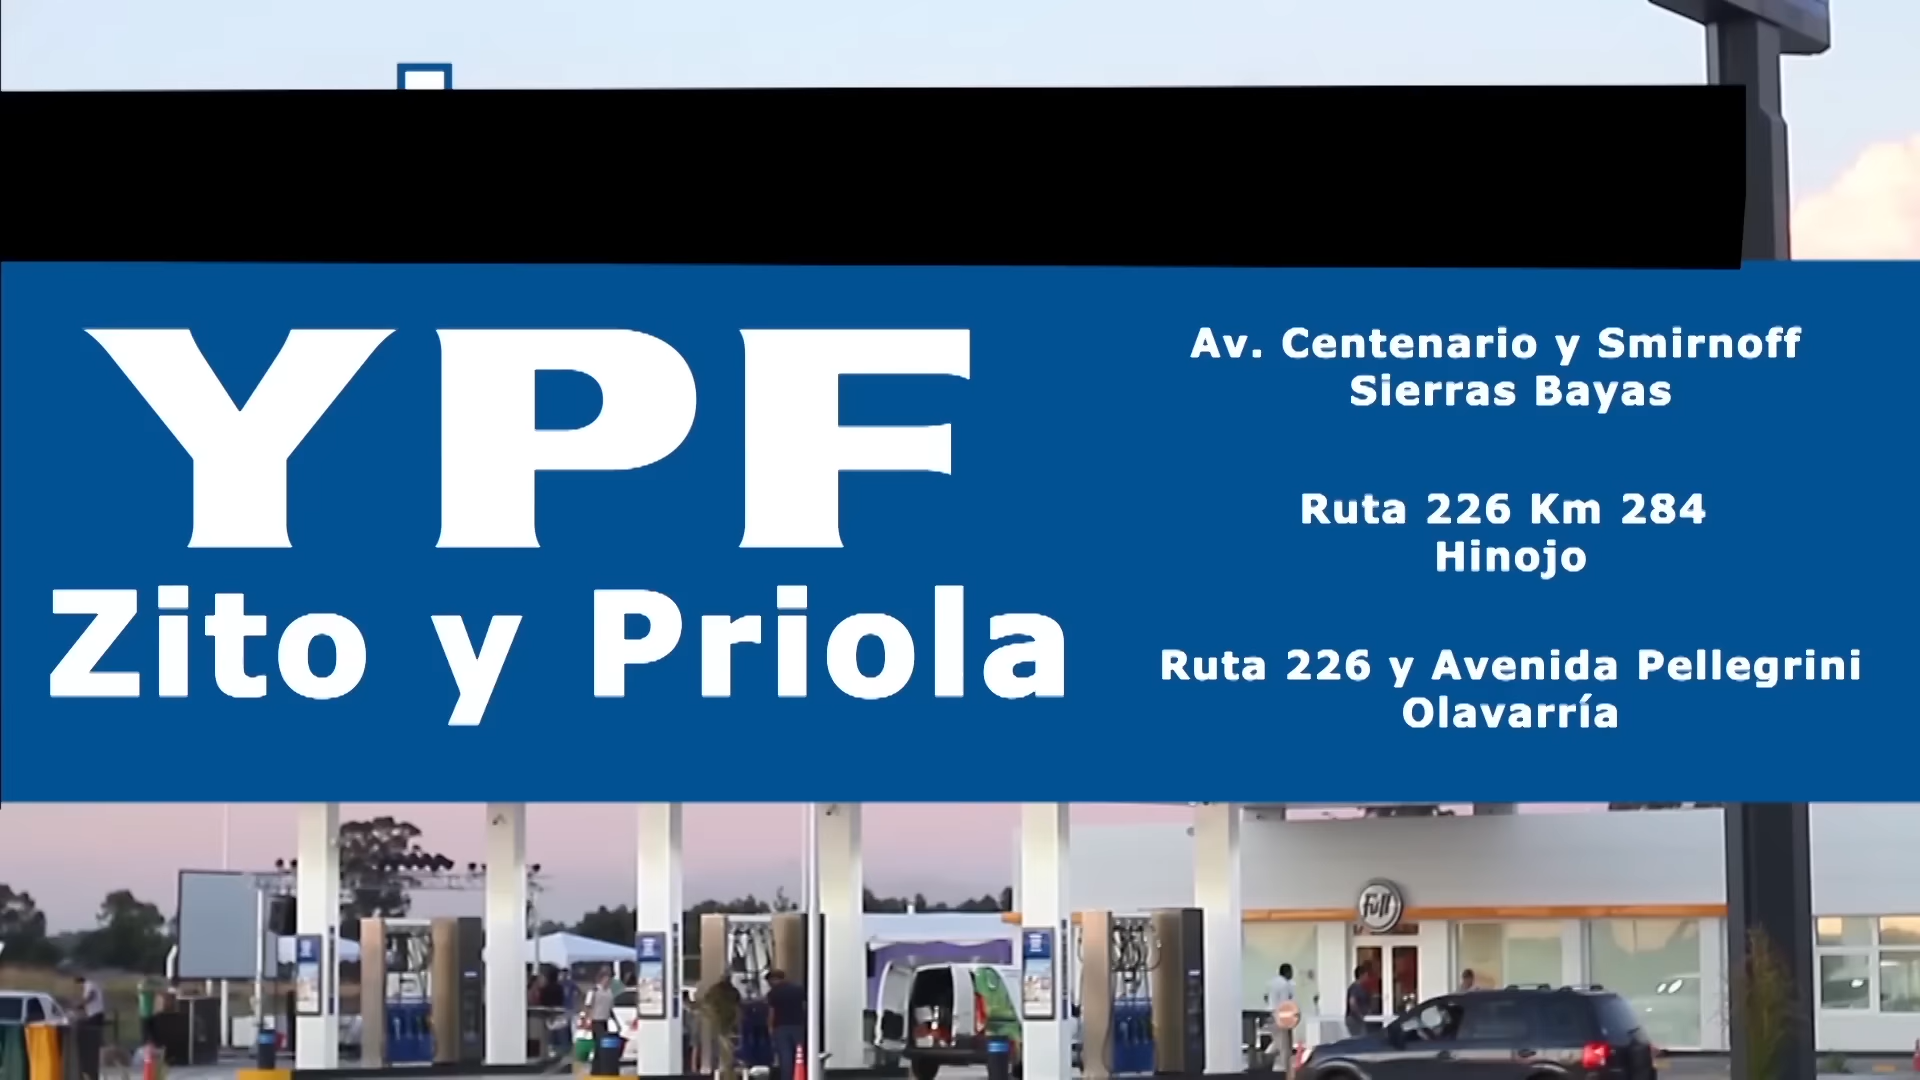 YPF
Zito y Priola
Av. Centenario y Smirnoff
Sierras Bayas
Ruta 226 Km 284
Hinojo
Ruta 226 y Avenida Pellegrini
Olavarría
Full